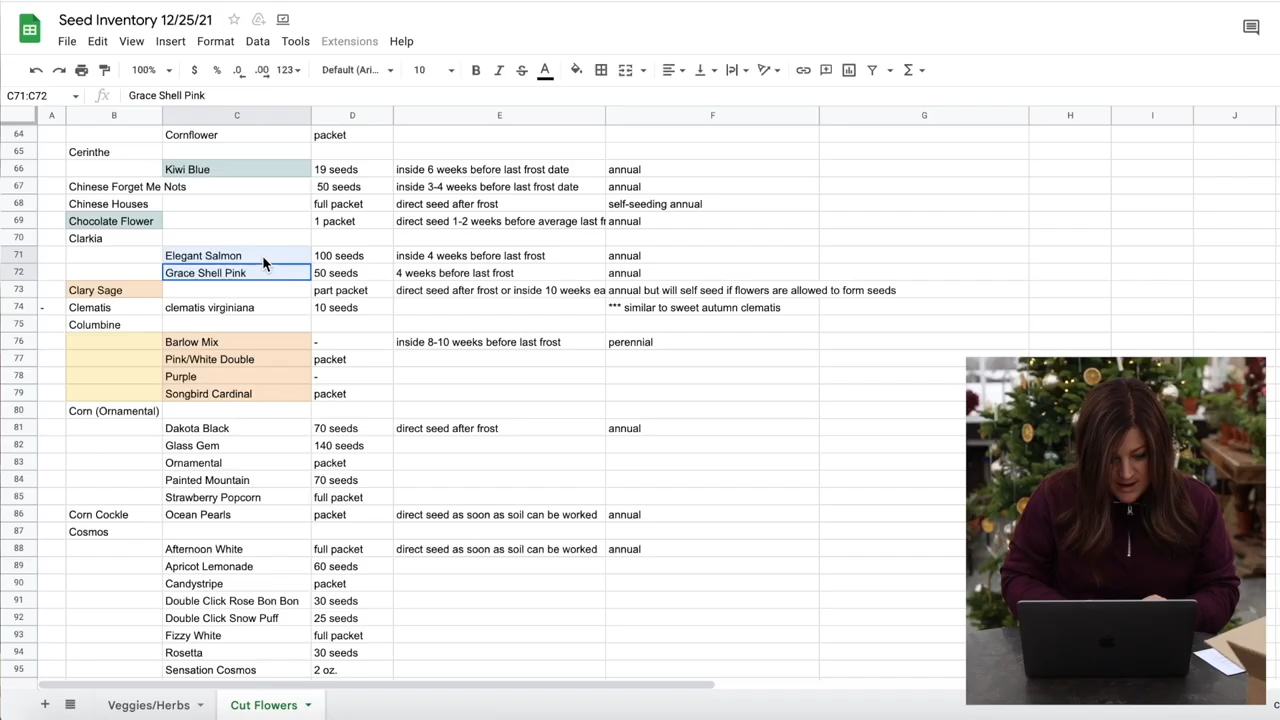 Seed Inventory 12/25/21
File Edit View Insert Format Data Tools Extensions Help
100% $ % .0 .00 123 Default (Ari... 10 B I S A
C71:C72 fx Grace Shell Pink
A B C D E F G H I J
64 Cornflower packet
65 Cerinthe
66 Kiwi Blue 19 seeds inside 6 weeks before last frost date annual
67 Chinese Forget Me Nots 50 seeds inside 3-4 weeks before last frost date annual
68 Chinese Houses full packet direct seed after frost self-seeding annual
69 Chocolate Flower 1 packet direct seed 1-2 weeks before average last fr annual
70 Clarkia
71 Elegant Salmon 100 seeds inside 4 weeks before last frost annual
72 Grace Shell Pink 50 seeds 4 weeks before last frost annual
73 Clary Sage part packet direct seed after frost or inside 10 weeks ea annual but will self seed if flowers are allowed to form seeds
74 - Clematis clematis virginiana 10 seeds *** similar to sweet autumn clematis
75 Columbine
76 Barlow Mix - inside 8-10 weeks before last frost perennial
77 Pink/White Double packet
78 Purple -
79 Songbird Cardinal packet
80 Corn (Ornamental)
81 Dakota Black 70 seeds direct seed after frost annual
82 Glass Gem 140 seeds
83 Ornamental packet
84 Painted Mountain 70 seeds
85 Strawberry Popcorn full packet
86 Corn Cockle Ocean Pearls packet direct seed as soon as soil can be worked annual
87 Cosmos
88 Afternoon White full packet direct seed as soon as soil can be worked annual
89 Apricot Lemonade 60 seeds
90 Candystripe packet
91 Double Click Rose Bon Bon 30 seeds
92 Double Click Snow Puff 25 seeds
93 Fizzy White full packet
94 Rosetta 30 seeds
95 Sensation Cosmos 2 oz.
+ Veggies/Herbs Cut Flowers